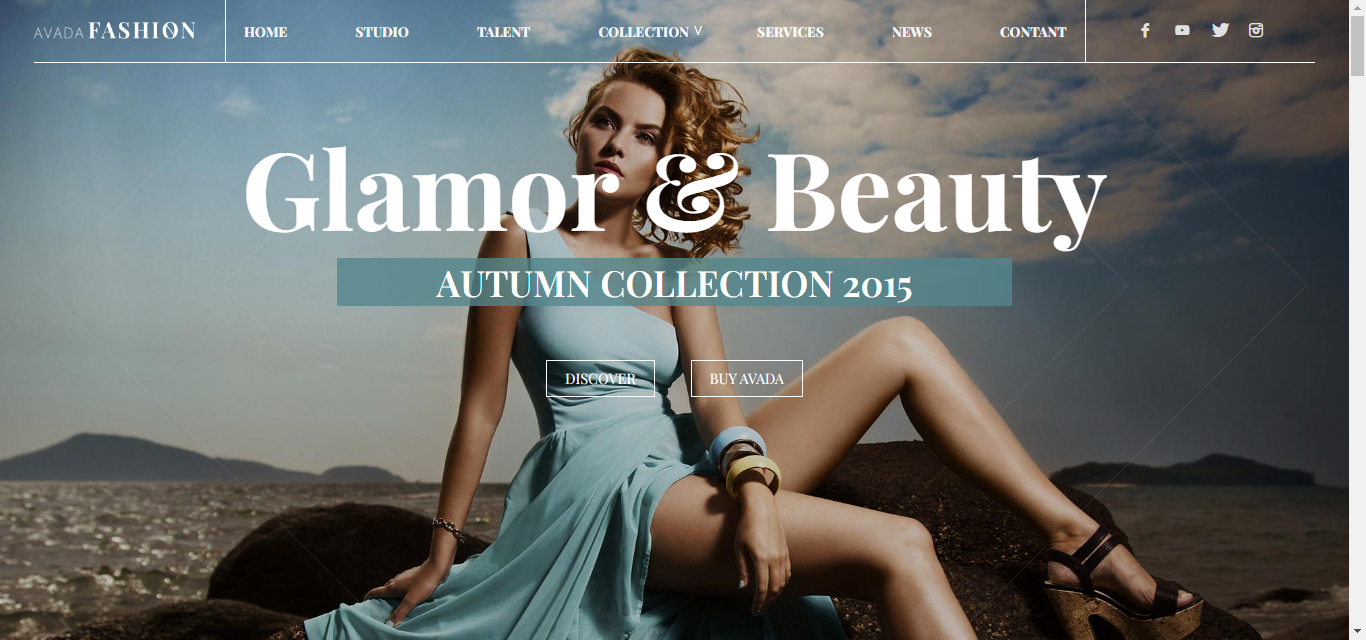 AVADA FASHION
HOME STUDIO TALENT COLLECTION V SERVICES NEWS CONTANT
Glamor & Beauty
AUTUMN COLLECTION 2015
DISCOVER BUY AVADA